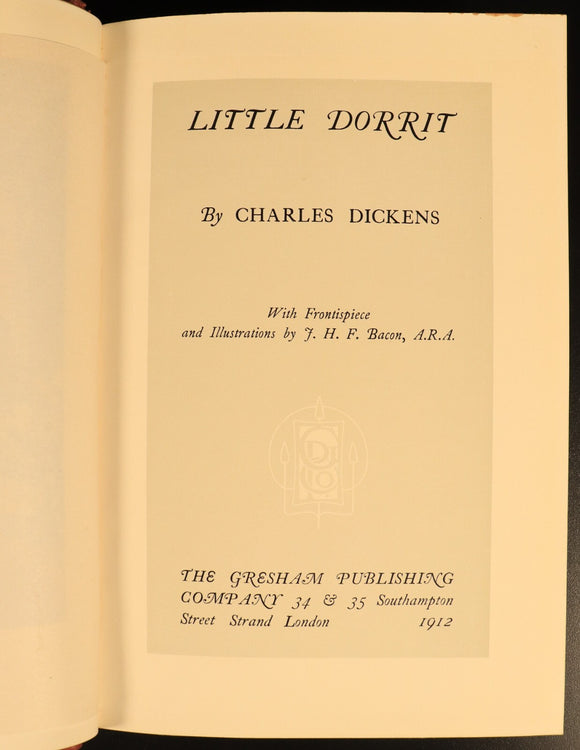 LITTLE DORRIT
By CHARLES DICKENS
With Frontispiece
and Illustrations by J. H. F. Bacon, A.R.A.
THE GRESHAM PUBLISHING
COMPANY 34 & 35 Southampton
Street Strand London 1912